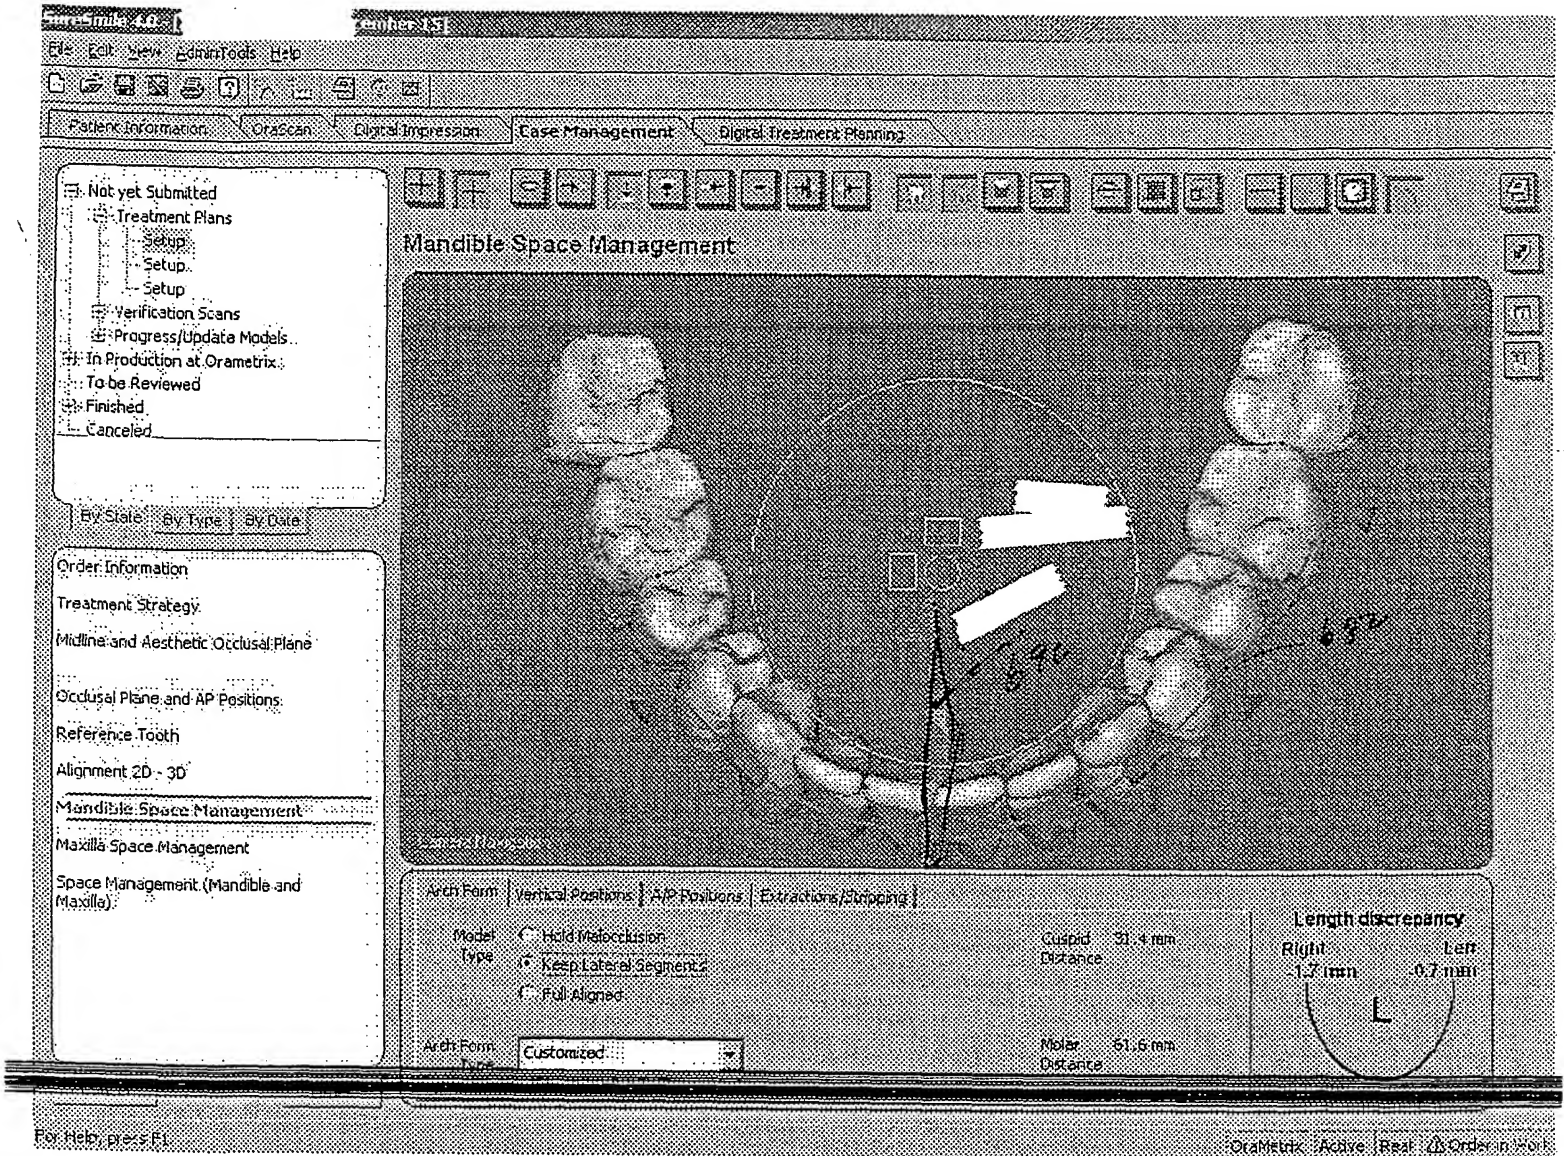 SureSmile 4.0 - [
ember 15]
File Edit View AdminTools Help
Patient Information OraScan Digital Impression Case Management Digital Treatment Planning
Not yet Submitted
Treatment Plans
Setup
Setup..
Setup
Verification Scans
Progress/Update Models..
In Production at Orametrix.
To be Reviewed
Finished
Canceled
By State By Type By Date
Order Information
Treatment Strategy
Midline and Aesthetic Occlusal Plane
Occlusal Plane and AP Positions
Reference Tooth
Alignment 2D - 3D
Mandible Space Management
Maxilla Space Management
Space Management (Mandible and
Maxilla)
Mandible Space Management
Arch Form Vertical Positions A/P Positions Extractions/Stripping
Model
Type
Hold Malocclusion
Keep Lateral Segments
Full Aligned
Arch Form
Type
Customized
Cuspid 31.4 mm
Distance
Molar 61.6 mm
Distance
Length discrepancy
Right Left
-1.7 mm -0.7 mm
L
For Help, press F1
OraMetrix Active Real Order in Work